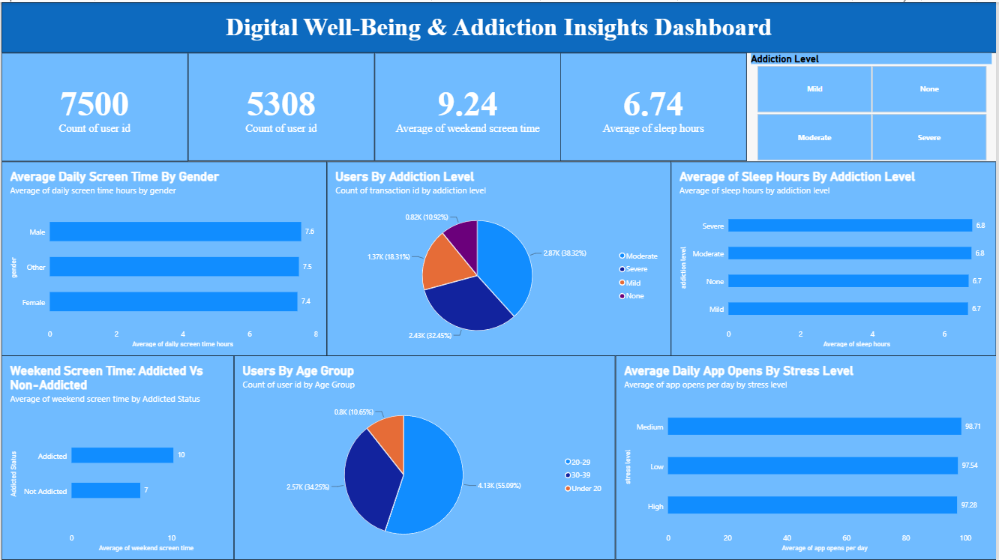 Digital Well-Being & Addiction Insights Dashboard
7500
Count of user id
5308
Count of user id
9.24
Average of weekend screen time
6.74
Average of sleep hours
Addiction Level
Mild
None
Moderate
Severe
Average Daily Screen Time By Gender
Average of daily screen time hours by gender
gender
Male
7.6
Other
7.5
Female
7.4
0 2 4 6 8
Average of daily screen time hours
Users By Addiction Level
Count of transaction id by addiction level
0.82K (10.92%)
1.37K (18.31%)
2.87K (38.32%)
2.43K (32.45%)
Moderate
Severe
Mild
None
Average of Sleep Hours By Addiction Level
Average of sleep hours by addiction level
addiction level
Severe
6.8
Moderate
6.8
None
6.7
Mild
6.7
0 2 4 6
Average of sleep hours
Weekend Screen Time: Addicted Vs
Non-Addicted
Average of weekend screen time by Addicted Status
Addicted Status
Addicted
10
Not Addicted
7
0 10
Average of weekend screen time
Users By Age Group
Count of user id by Age Group
0.8K (10.65%)
2.57K (34.25%)
4.13K (55.09%)
20-29
30-39
Under 20
Average Daily App Opens By Stress Level
Average of app opens per day by stress level
stress level
Medium
98.71
Low
97.54
High
97.28
0 20 40 60 80 100
Average of app opens per day